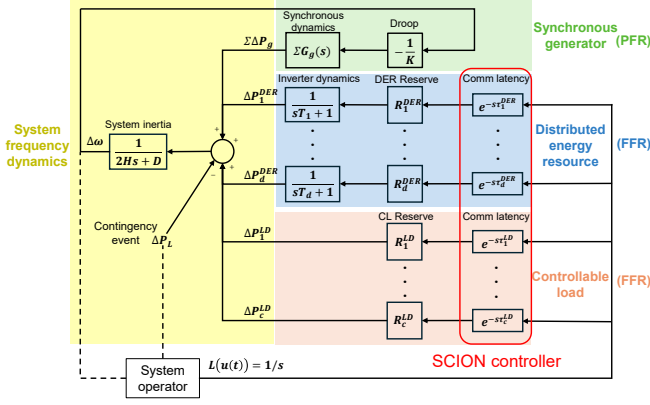 Synchronous dynamics
Droop
Synchronous generator
(PFR)
ΣΔP_g
ΣG_g(s)
-1/K
Inverter dynamics
DER Reserve
Comm latency
ΔP_1^DER
1/(sT_1 + 1)
R_1^DER
e^{-sτ_1^DER}
System inertia
System frequency dynamics
Δω
1/(2Hs + D)
+
+
+
-
+
Distributed energy resource
(FFR)
ΔP_d^DER
1/(sT_d + 1)
R_d^DER
e^{-sτ_d^DER}
CL Reserve
Comm latency
Contingency event
ΔP_L
ΔP_1^LD
R_1^LD
e^{-sτ_1^LD}
Controllable load
(FFR)
ΔP_c^LD
R_c^LD
e^{-sτ_c^LD}
SCION controller
System operator
L(u(t)) = 1/s